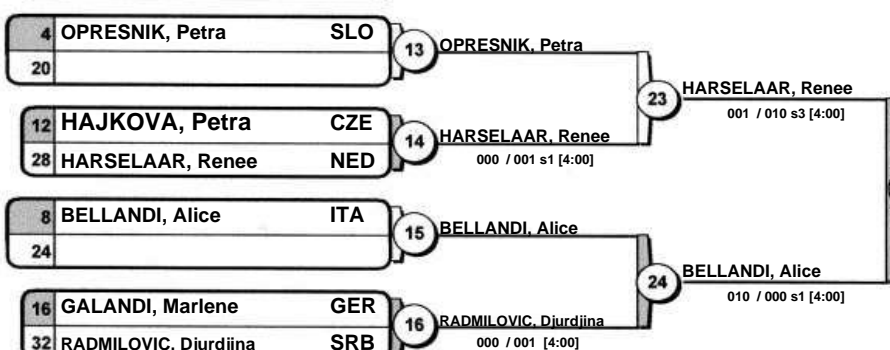 4 OPRESNIK, Petra SLO
20
13
OPRESNIK, Petra
12 HAJKOVA, Petra CZE
28 HARSELAAR, Renee NED
14
HARSELAAR, Renee
000 / 001 s1 [4:00]
23
HARSELAAR, Renee
001 / 010 s3 [4:00]
8 BELLANDI, Alice ITA
24
15
BELLANDI, Alice
16 GALANDI, Marlene GER
32 RADMILOVIC, Djurdjina SRB
16
RADMILOVIC, Djurdjina
000 / 001 [4:00]
24
BELLANDI, Alice
010 / 000 s1 [4:00]